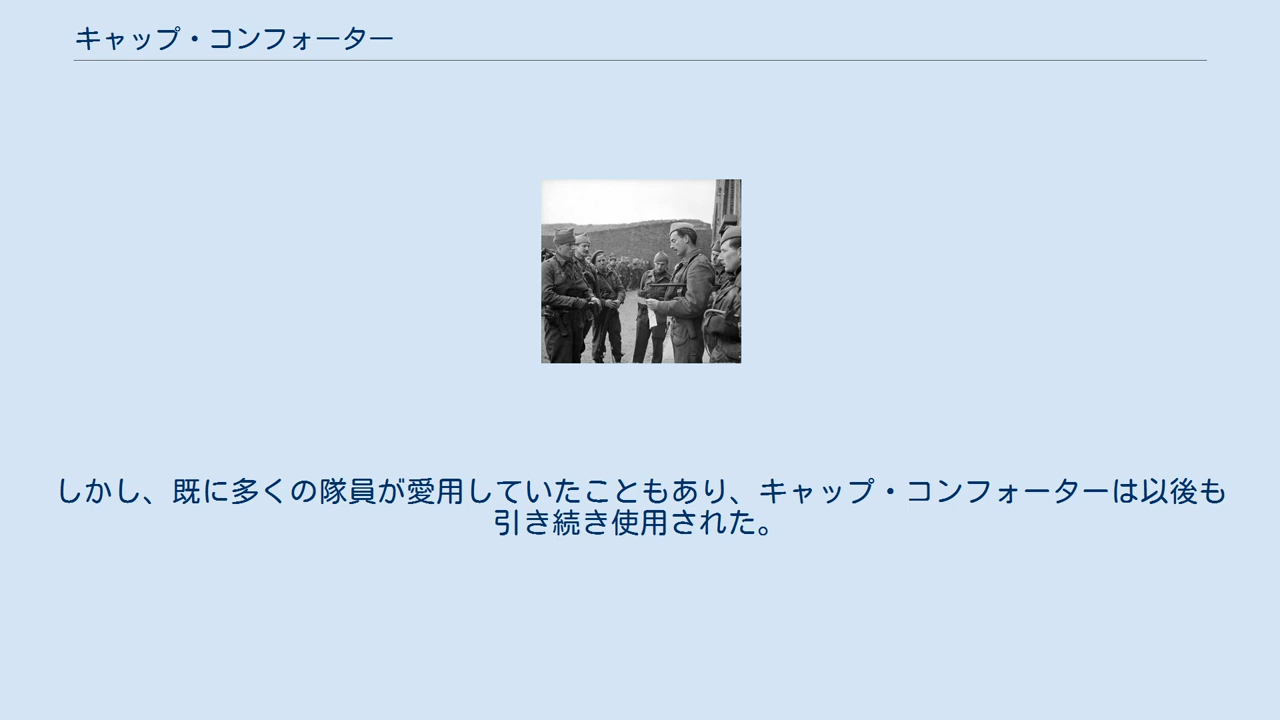 キャップ・コンフォーター
しかし、既に多くの隊員が愛用していたこともあり、キャップ・コンフォーターは以後も
引き続き使用された。